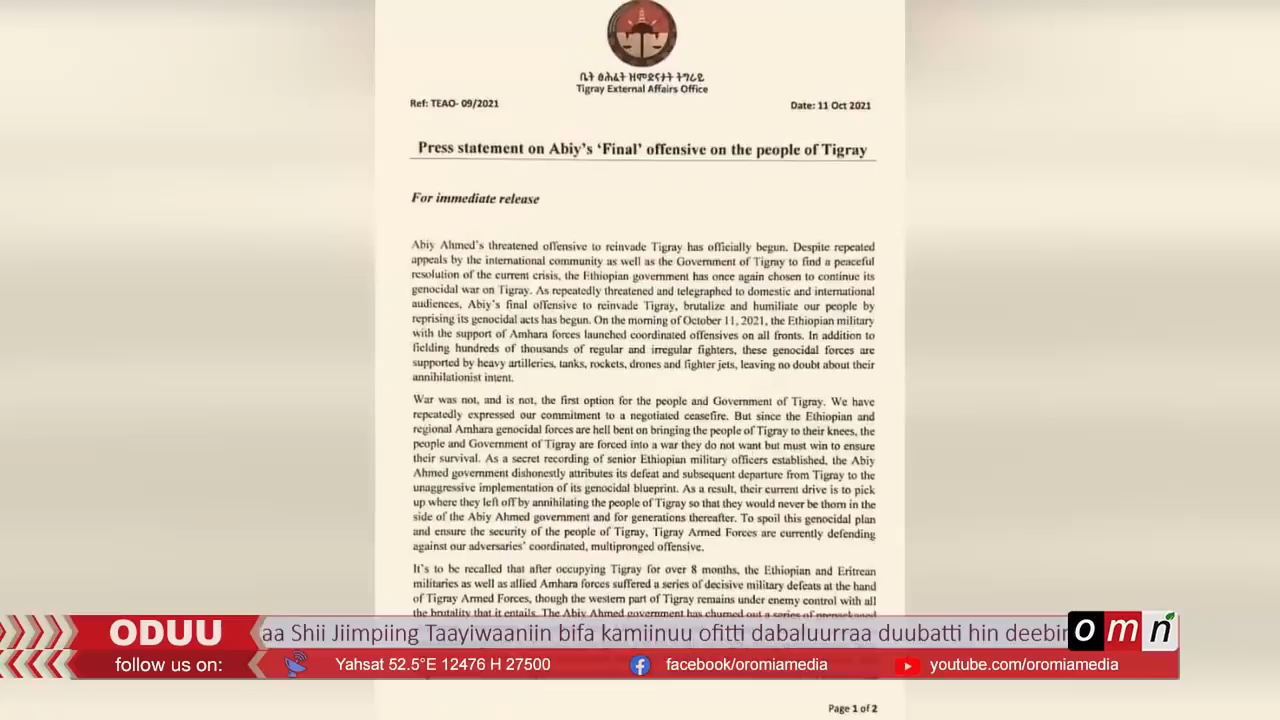 ቤት ፅሕፈት ዝምድናታት ትግራይ
Tigray External Affairs Office
Ref: TEAO- 09/2021
Date: 11 Oct 2021
Press statement on Abiy's ‘Final’ offensive on the people of Tigray
For immediate release
Abiy Ahmed's threatened offensive to reinvade Tigray has officially begun. Despite repeated
appeals by the international community as well as the Government of Tigray to find a peaceful
resolution of the current crisis, the Ethiopian government has once again chosen to continue its
genocidal war on Tigray. As repeatedly threatened and telegraphed to domestic and international
audiences, Abiy's final offensive to reinvade Tigray, brutalize and humiliate our people by
reprising its genocidal acts has begun. On the morning of October 11, 2021, the Ethiopian military
with the support of Amhara forces launched coordinated offensives on all fronts. In addition to
fielding hundreds of thousands of regular and irregular fighters, these genocidal forces are
supported by heavy artilleries, tanks, rockets, drones and fighter jets, leaving no doubt about their
annihilationist intent.
War was not, and is not, the first option for the people and Government of Tigray. We have
repeatedly expressed our commitment to a negotiated ceasefire. But since the Ethiopian and
regional Amhara genocidal forces are hell bent on bringing the people of Tigray to their knees, the
people and Government of Tigray are forced into a war they do not want but must win to ensure
their survival. As a secret recording of senior Ethiopian military officers established, the Abiy
Ahmed government dishonestly attributes its defeat and subsequent departure from Tigray to the
unaggressive implementation of its genocidal blueprint. As a result, their current drive is to pick
up where they left off by annihilating the people of Tigray so that they would never be thorn in the
side of the Abiy Ahmed government and for generations thereafter. To spoil this genocidal plan
and ensure the security of the people of Tigray, Tigray Armed Forces are currently defending
against our adversaries' coordinated, multipronged offensive.
It's to be recalled that after occupying Tigray for over 8 months, the Ethiopian and Eritrean
militaries as well as allied Amhara forces suffered a series of decisive military defeats at the hand
of Tigray Armed Forces, though the western part of Tigray remains under enemy control with all
the brutality that it entails. The Abiy Ahmed government has churned out a series of
ODUU
aa Shii Jiimpiing Taayiwaaniin bifa kamiinuu ofitti dabaluurraa duubatti hin deebi
omn
follow us on:
Yahsat 52.5°E 12476 H 27500
facebook/oromiamedia
youtube.com/oromiamedia
Page 1 of 2